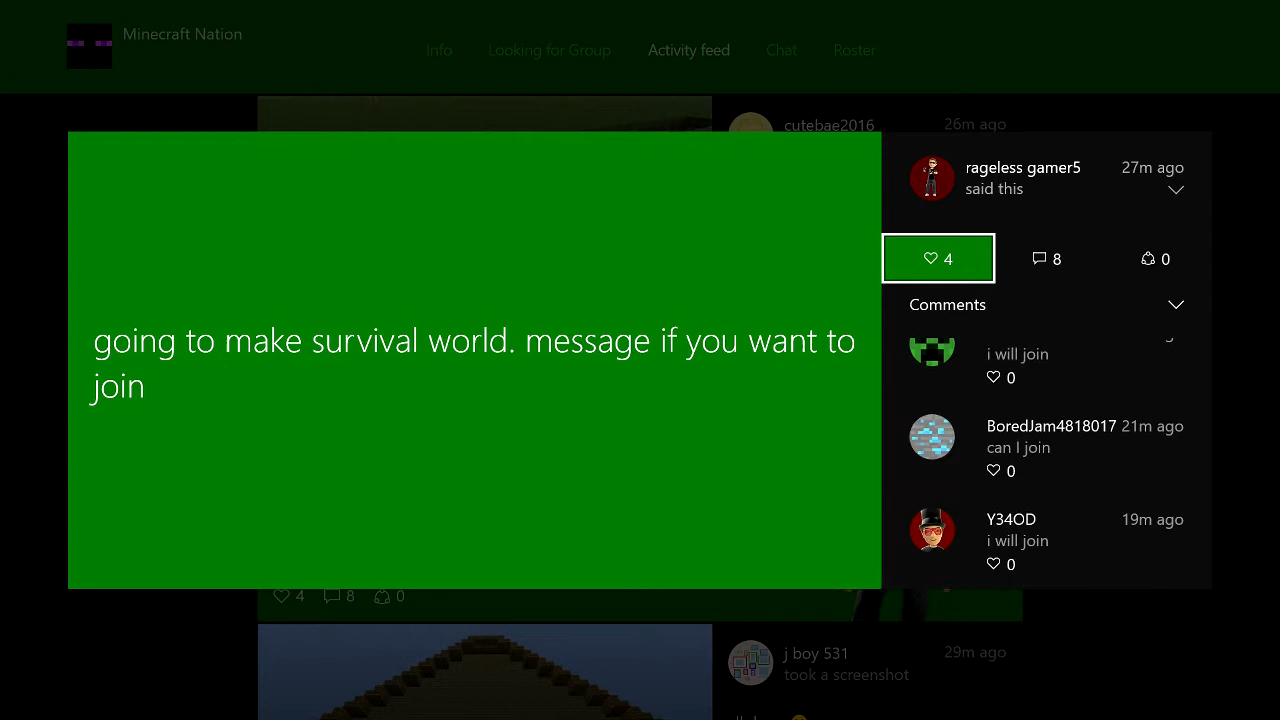 Minecraft Nation
Info
Looking for Group
Activity feed
Chat
Roster
cutebae2016
26m ago
going to make survival world. message if you want to
join
rageless gamer5
27m ago
said this
4
8
0
Comments
i will join
0
BoredJam4818017
21m ago
can I join
0
Y34OD
19m ago
i will join
0
4
8
0
j boy 531
29m ago
took a screenshot